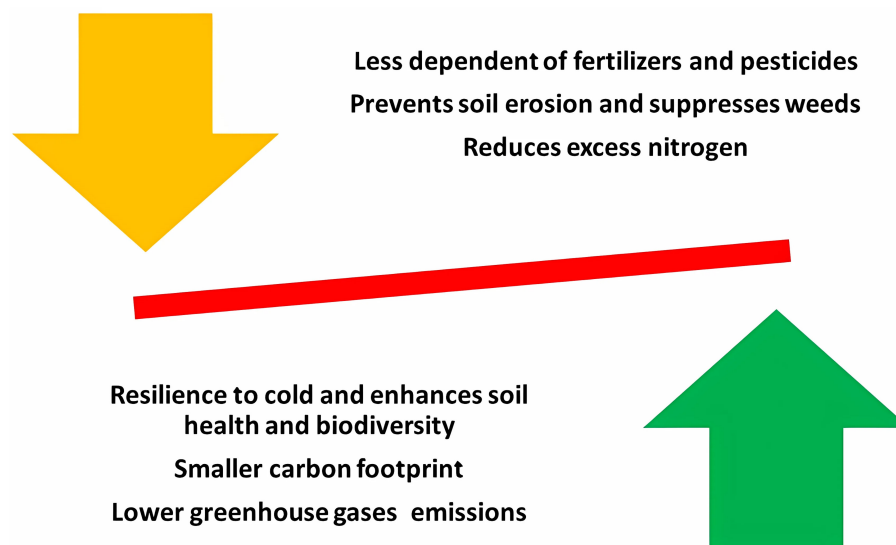 Less dependent of fertilizers and pesticides
Prevents soil erosion and suppresses weeds
Reduces excess nitrogen
Resilience to cold and enhances soil
health and biodiversity
Smaller carbon footprint
Lower greenhouse gases emissions